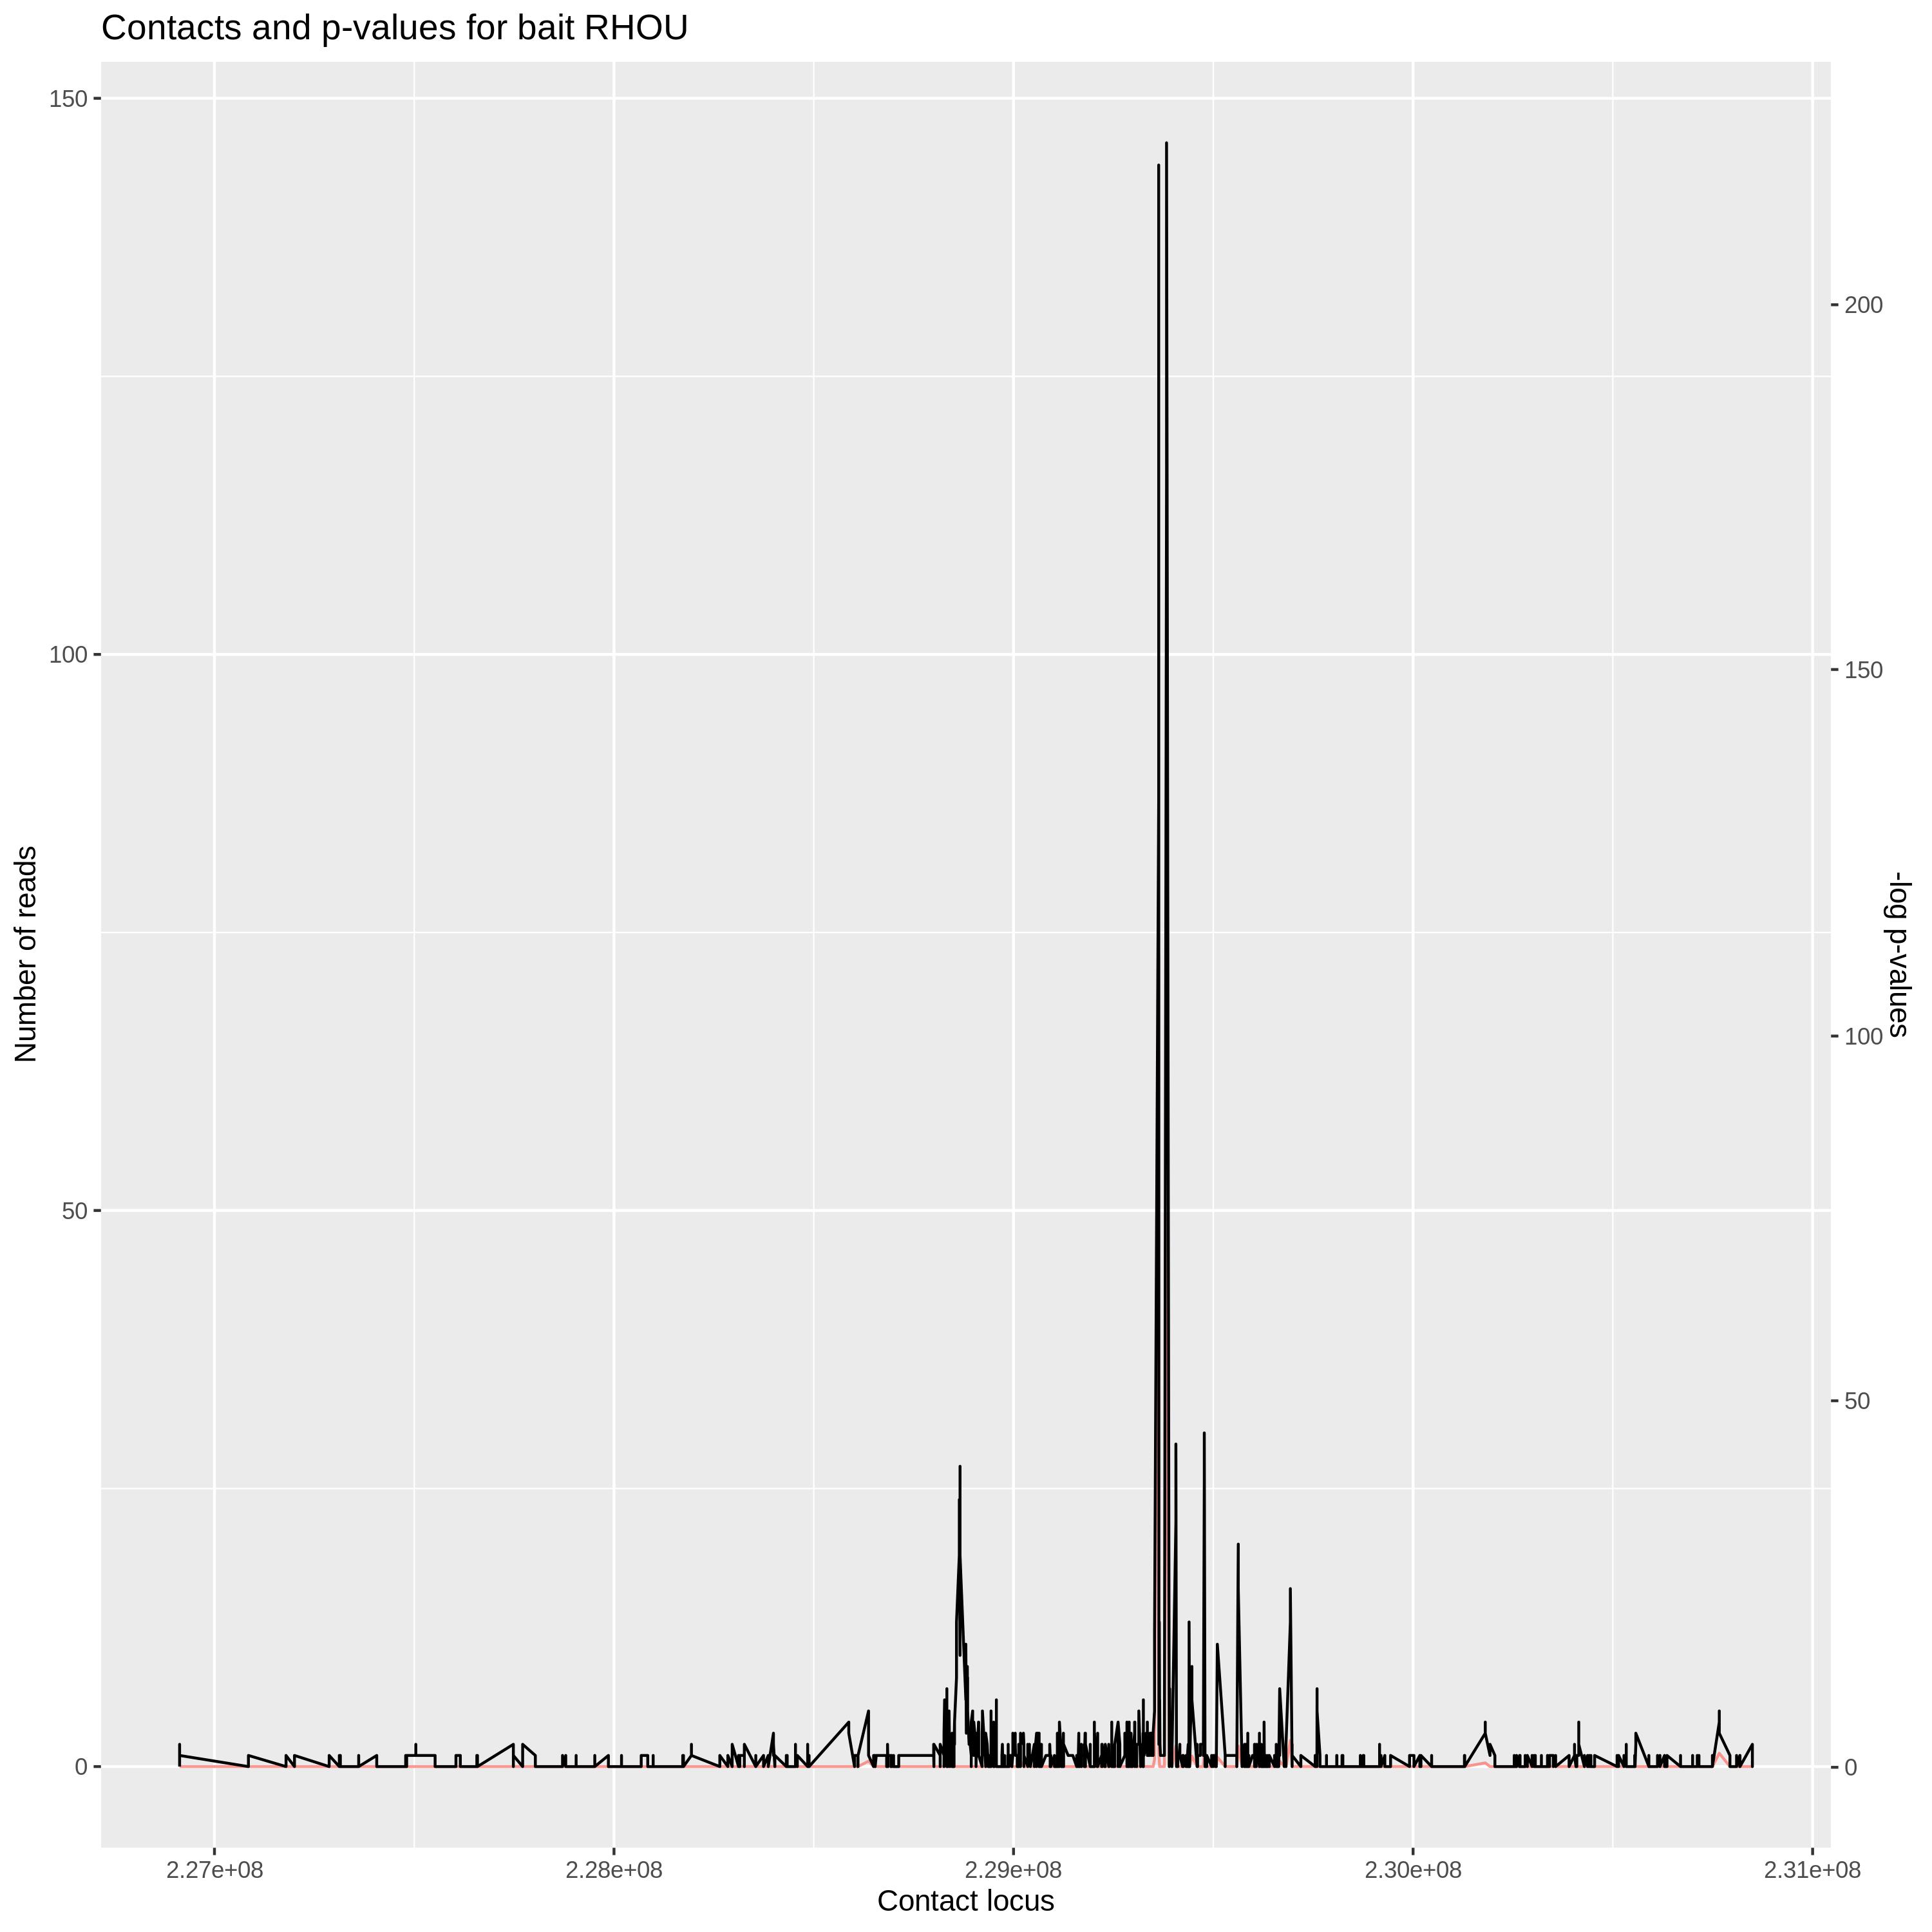 Contacts and p-values for bait RHOU
150
100
50
0
Number of reads
200
150
100
50
0
-log p-values
2.27e+08
2.28e+08
2.29e+08
2.30e+08
2.31e+08
Contact locus